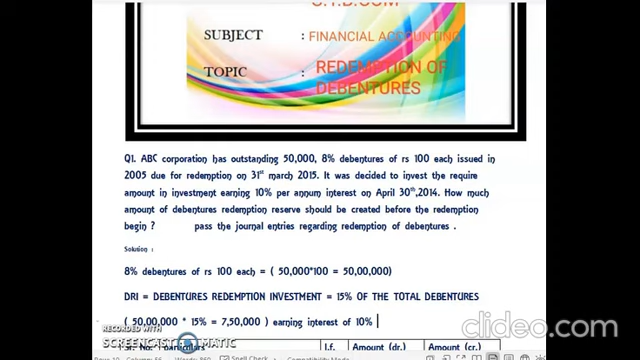 S.Y.B.COM
SUBJECT : FINANCIAL ACCOUNTING
TOPIC : REDEMPTION OF
DEBENTURES
Q1. ABC corporation has outstanding 50,000, 8% debentures of rs 100 each issued in
2005 due for redemption on 31st march 2015. It was decided to invest the require
amount in investment earning 10% per annum interest on April 30th,2014. How much
amount of debentures redemption reserve should be created before the redemption
begin ? pass the journal entries regarding redemption of debentures .
Solution :
8% debentures of rs 100 each = ( 50,000*100 = 50,00,000)
DRI = DEBENTURES REDEMPTION INVESTMENT = 15% OF THE TOTAL DEBENTURES
( 50,00,000 * 15% = 7,50,000 ) earning interest of 10%
RECORDED WITH
SCREENCAST MATIC
Sr. No. particulars l.f. Amount (dr.) Amount (cr.)
Spell Check
clideo.com